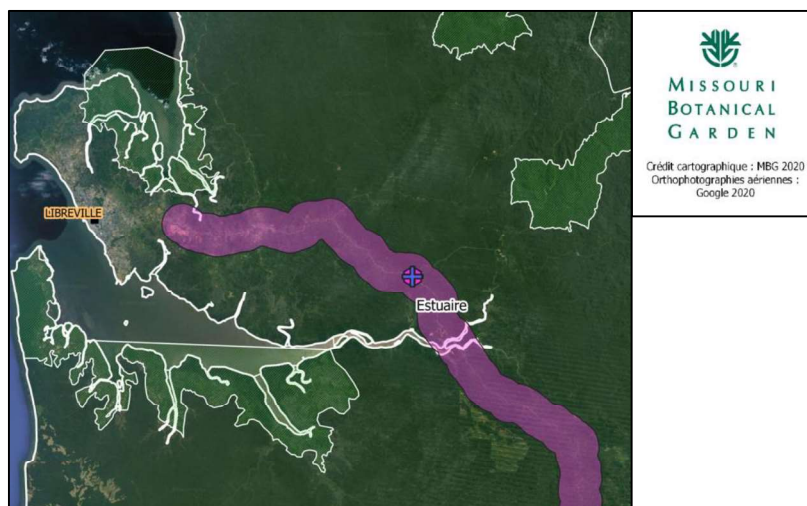 LIBREVILLE
Estuaire
MISSOURI
BOTANICAL
GARDEN
Crédit cartographique : MBG 2020
Orthophotographies aériennes :
Google 2020